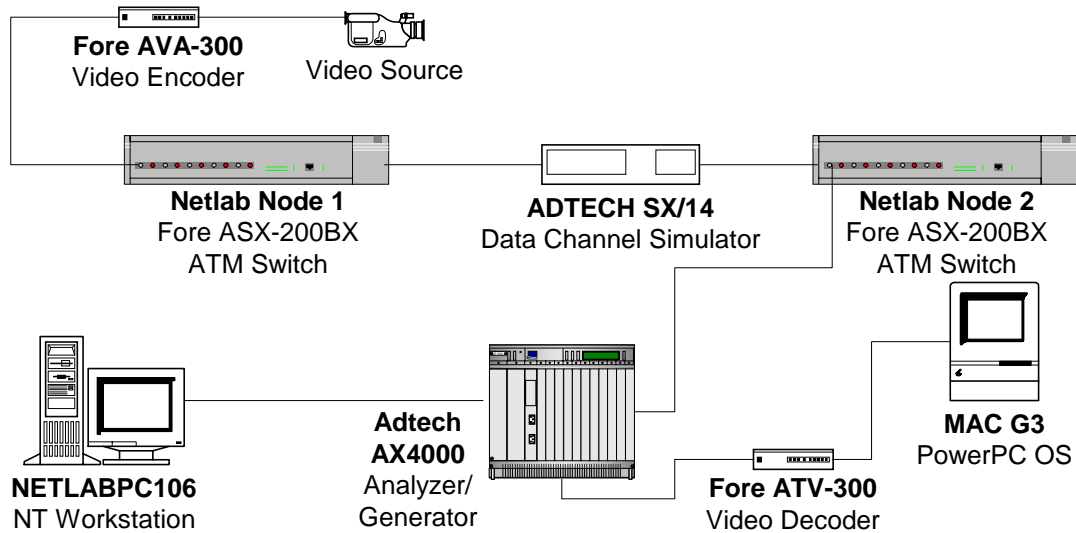 Fore AVA-300
Video Encoder
Video Source
Netlab Node 1
Fore ASX-200BX
ATM Switch
ADTECH SX/14
Data Channel Simulator
Netlab Node 2
Fore ASX-200BX
ATM Switch
NETLABPC106
NT Workstation
Adtech
AX4000
Analyzer/
Generator
Fore ATV-300
Video Decoder
MAC G3
PowerPC OS